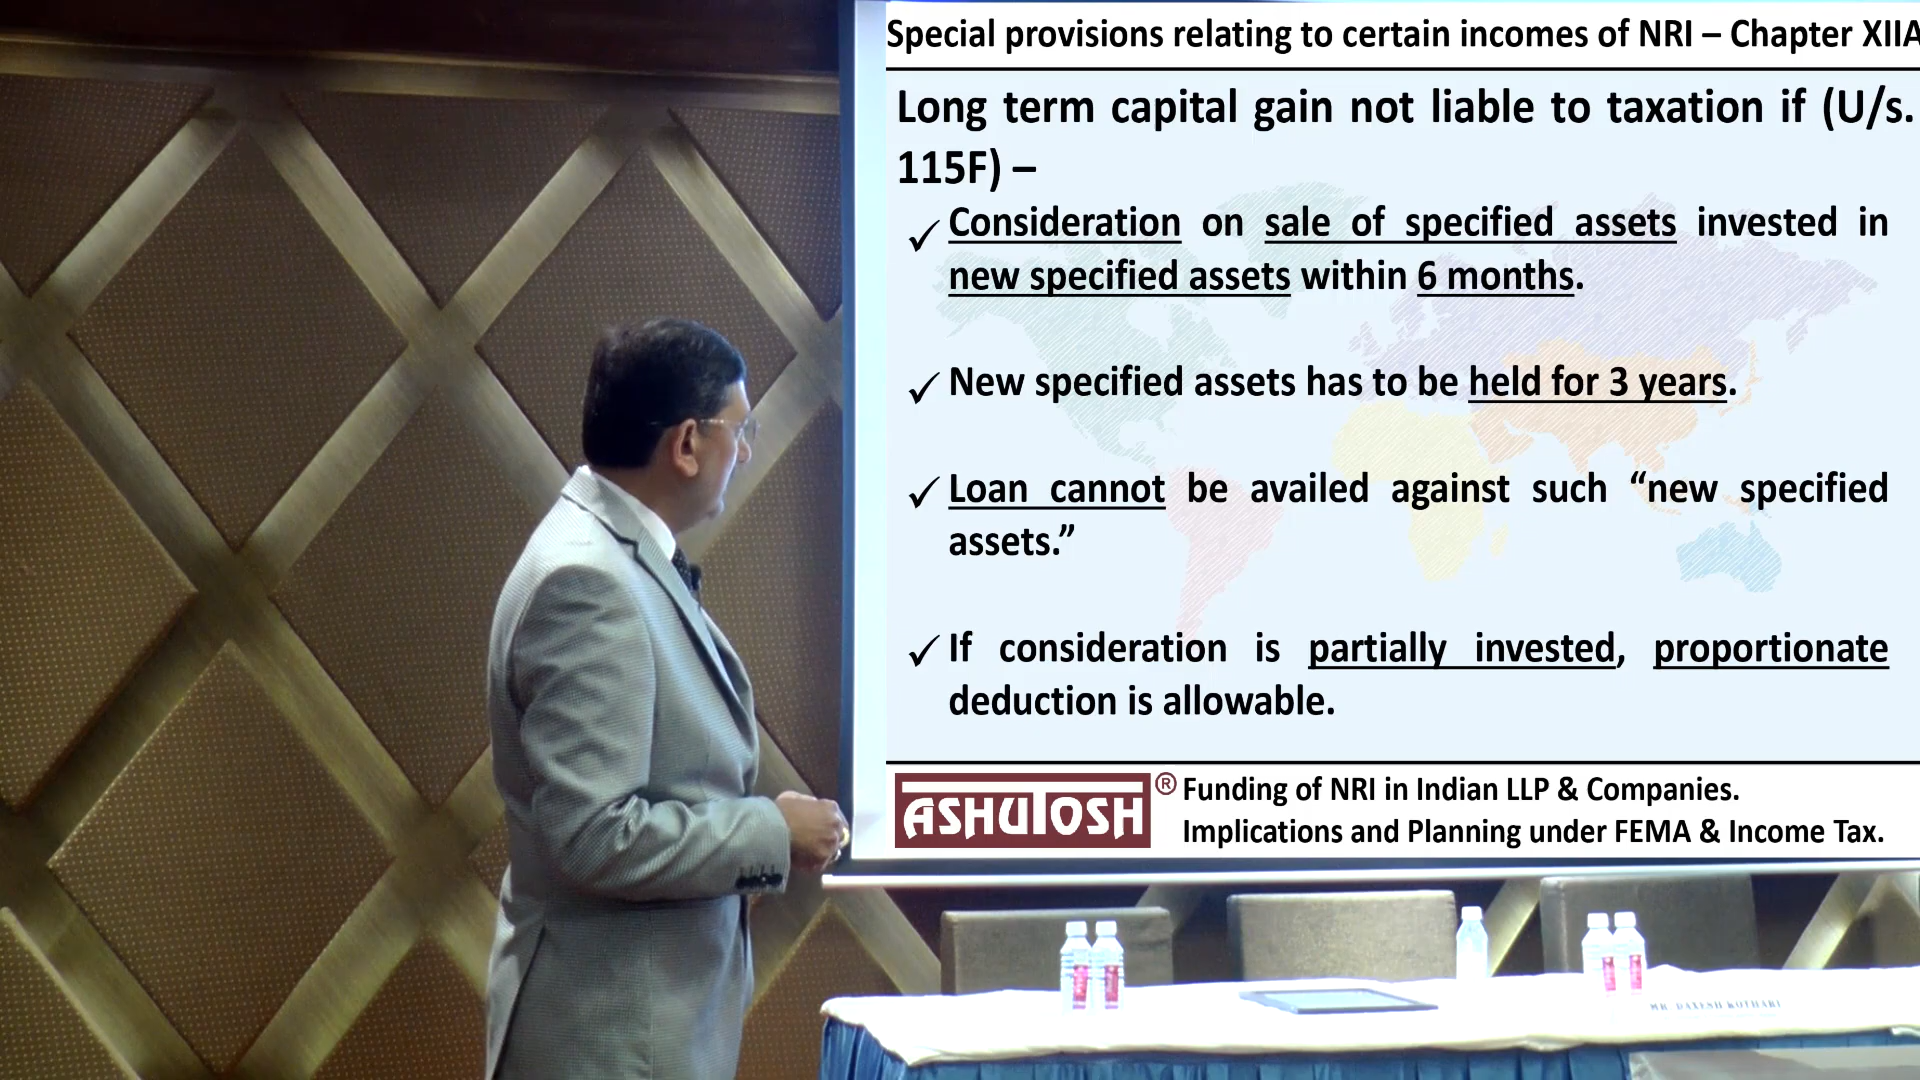 Special provisions relating to certain incomes of NRI – Chapter XIIA
Long term capital gain not liable to taxation if (U/s.
115F) –
✓ Consideration on sale of specified assets invested in
new specified assets within 6 months.
✓ New specified assets has to be held for 3 years.
✓ Loan cannot be availed against such “new specified
assets.”
✓ If consideration is partially invested, proportionate
deduction is allowable.
ASHUTOSH®
Funding of NRI in Indian LLP & Companies.
Implications and Planning under FEMA & Income Tax.
MR. DAXESH KOTHARI